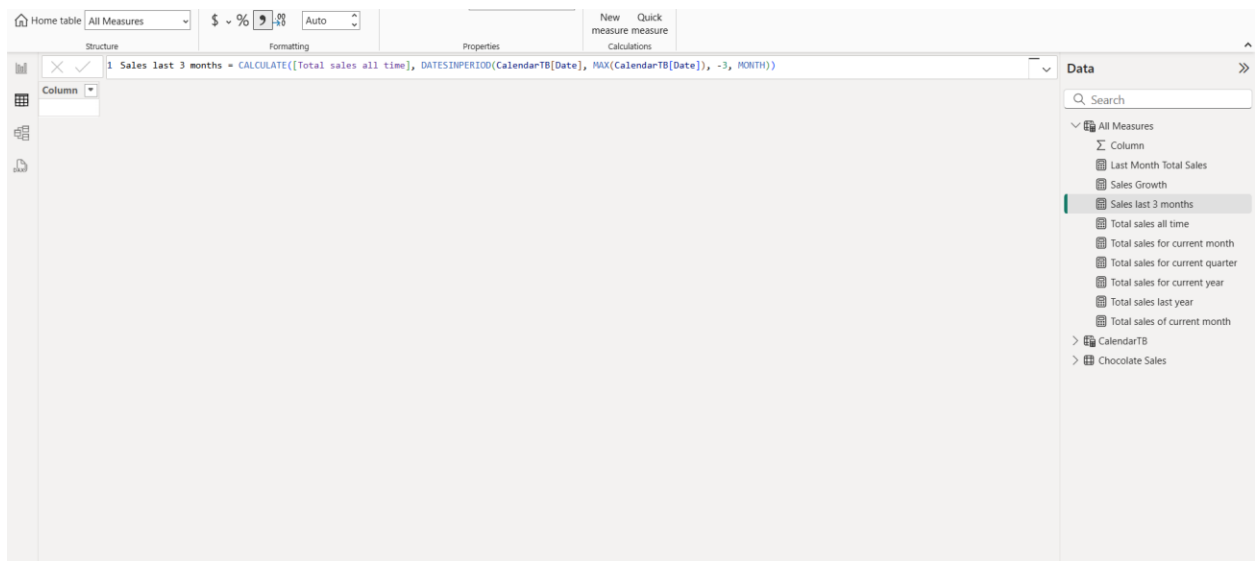 Home table All Measures
$ % 9 .00 Auto
New Quick
measure measure
Structure
Formatting
Properties
Calculations
1 Sales last 3 months = CALCULATE([Total sales all time], DATESINPERIOD(CalendarTB[Date], MAX(CalendarTB[Date]), -3, MONTH))
Column
Data
Search
All Measures
Column
Last Month Total Sales
Sales Growth
Sales last 3 months
Total sales all time
Total sales for current month
Total sales for current quarter
Total sales for current year
Total sales last year
Total sales of current month
CalendarTB
Chocolate Sales